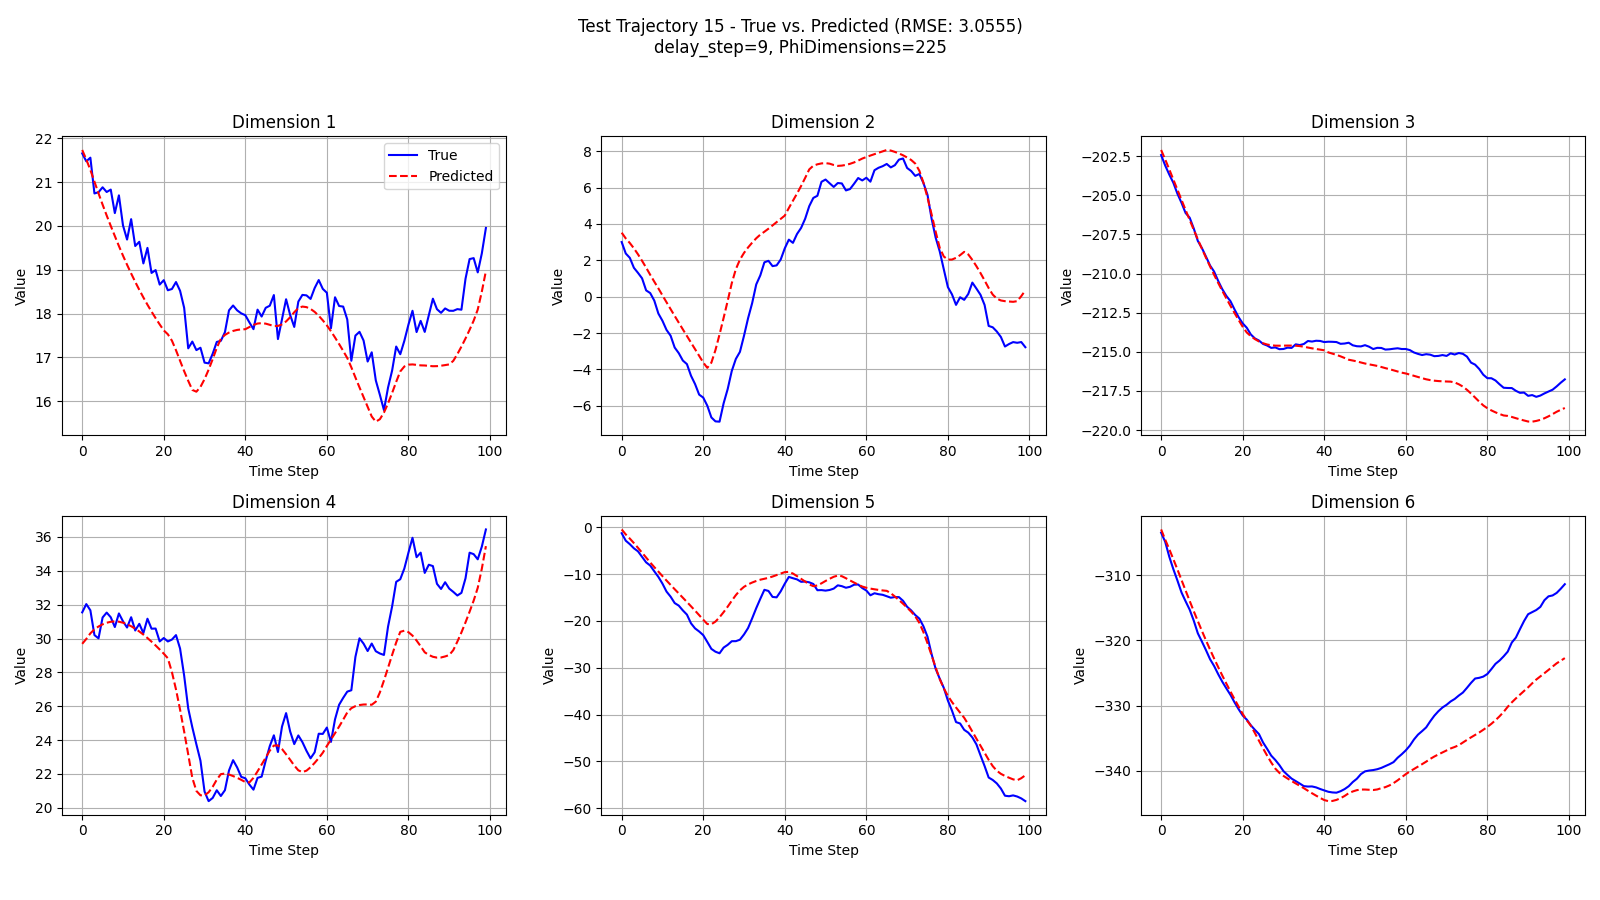 Test Trajectory 15 - True vs. Predicted (RMSE: 3.0555)
delay_step=9, PhiDimensions=225
Dimension 1
22
21
20
19
18
17
16
0 20 40 60 80 100
Value
Time Step
True
Predicted
Dimension 2
8
6
4
2
0
−2
−4
−6
0 20 40 60 80 100
Value
Time Step
Dimension 3
−202.5
−205.0
−207.5
−210.0
−212.5
−215.0
−217.5
−220.0
0 20 40 60 80 100
Value
Time Step
Dimension 4
36
34
32
30
28
26
24
22
20
0 20 40 60 80 100
Value
Time Step
Dimension 5
0
−10
−20
−30
−40
−50
−60
0 20 40 60 80 100
Value
Time Step
Dimension 6
−310
−320
−330
−340
0 20 40 60 80 100
Value
Time Step